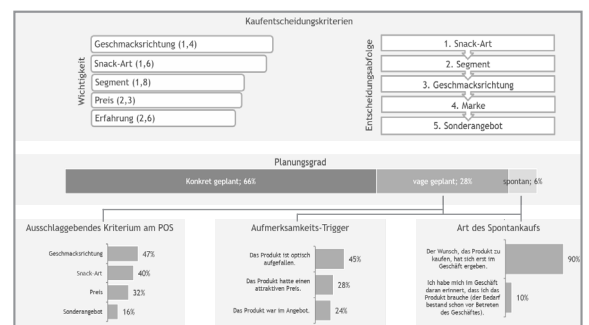 Kaufentscheidungskriterien
Wichtigkeit
Geschmacksrichtung (1,4)
Snack-Art (1,6)
Segment (1,8)
Preis (2,3)
Erfahrung (2,6)
Entscheidungsabfolge
1. Snack-Art
2. Segment
3. Geschmacksrichtung
4. Marke
5. Sonderangebot
Planungsgrad
Konkret geplant; 66%
vage geplant; 28%
spontan; 6%
Ausschlaggebendes Kriterium am POS
Geschmacksrichtung 47%
Snack-Art 40%
Preis 32%
Sonderangebot 16%
Aufmerksamkeits-Trigger
Das Produkt ist optisch
aufgefallen.
45%
Das Produkt hatte einen
attraktiven Preis.
28%
Das Produkt war im Angebot. 24%
Art des Spontankaufs
Der Wunsch, das Produkt zu
kaufen, hat sich erst im
Geschäft ergeben.
90%
Ich habe mich im Geschäft
daran erinnert, dass ich das
Produkt brauche (der Bedarf
bestand schon vor Betreten
des Geschäftes).
10%